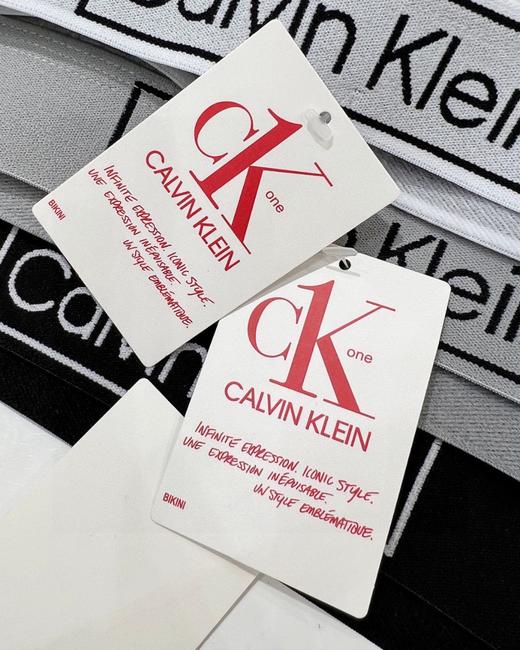 Calvin Klein
cK
one
CALVIN KLEIN
INFINITE EXPRESSION. ICONIC STYLE.
UNE EXPRESSION INÉPUISABLE.
UN STYLE EMBLÉMATIQUE.
BIKINI
Klein
Calvin
cK
one
CALVIN KLEIN
INFINITE EXPRESSION. ICONIC STYLE.
UNE EXPRESSION INÉPUISABLE.
UN STYLE EMBLÉMATIQUE.
BIKINI